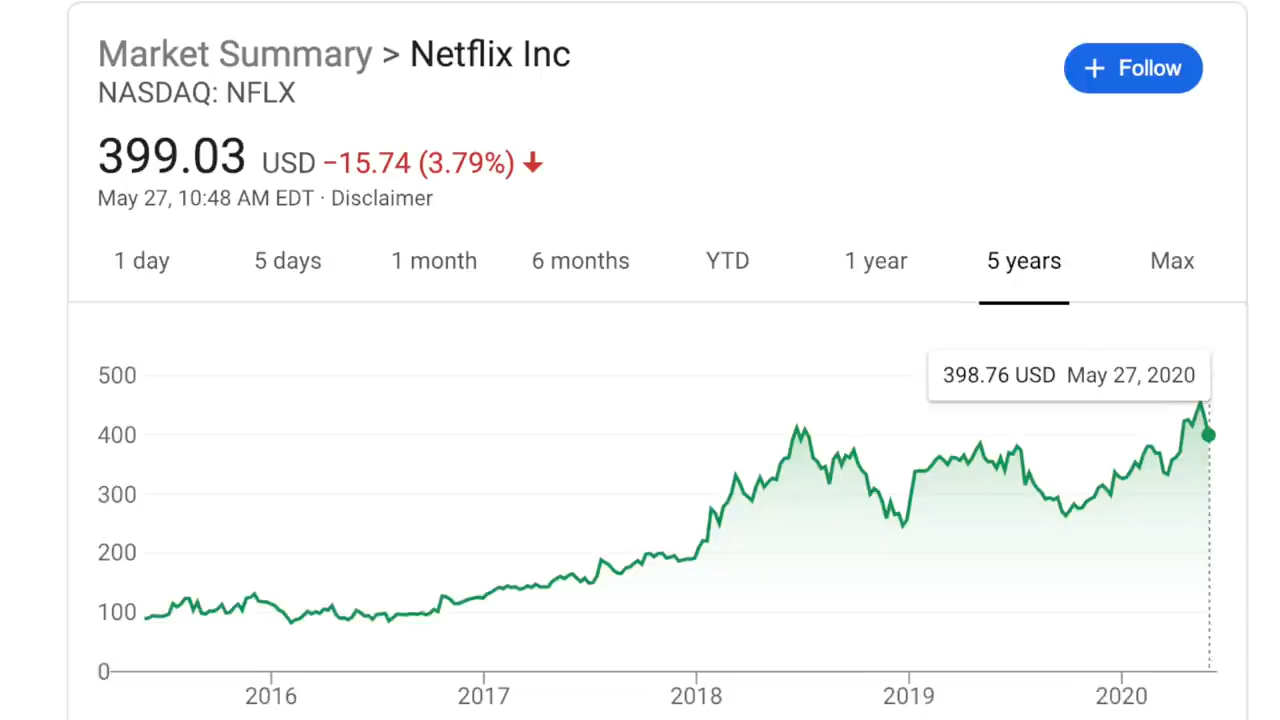 Market Summary > Netflix Inc
NASDAQ: NFLX
+ Follow
399.03 USD −15.74 (3.79%) ↓
May 27, 10:48 AM EDT · Disclaimer
1 day 5 days 1 month 6 months YTD 1 year 5 years Max
398.76 USD May 27, 2020
500
400
300
200
100
0
2016 2017 2018 2019 2020